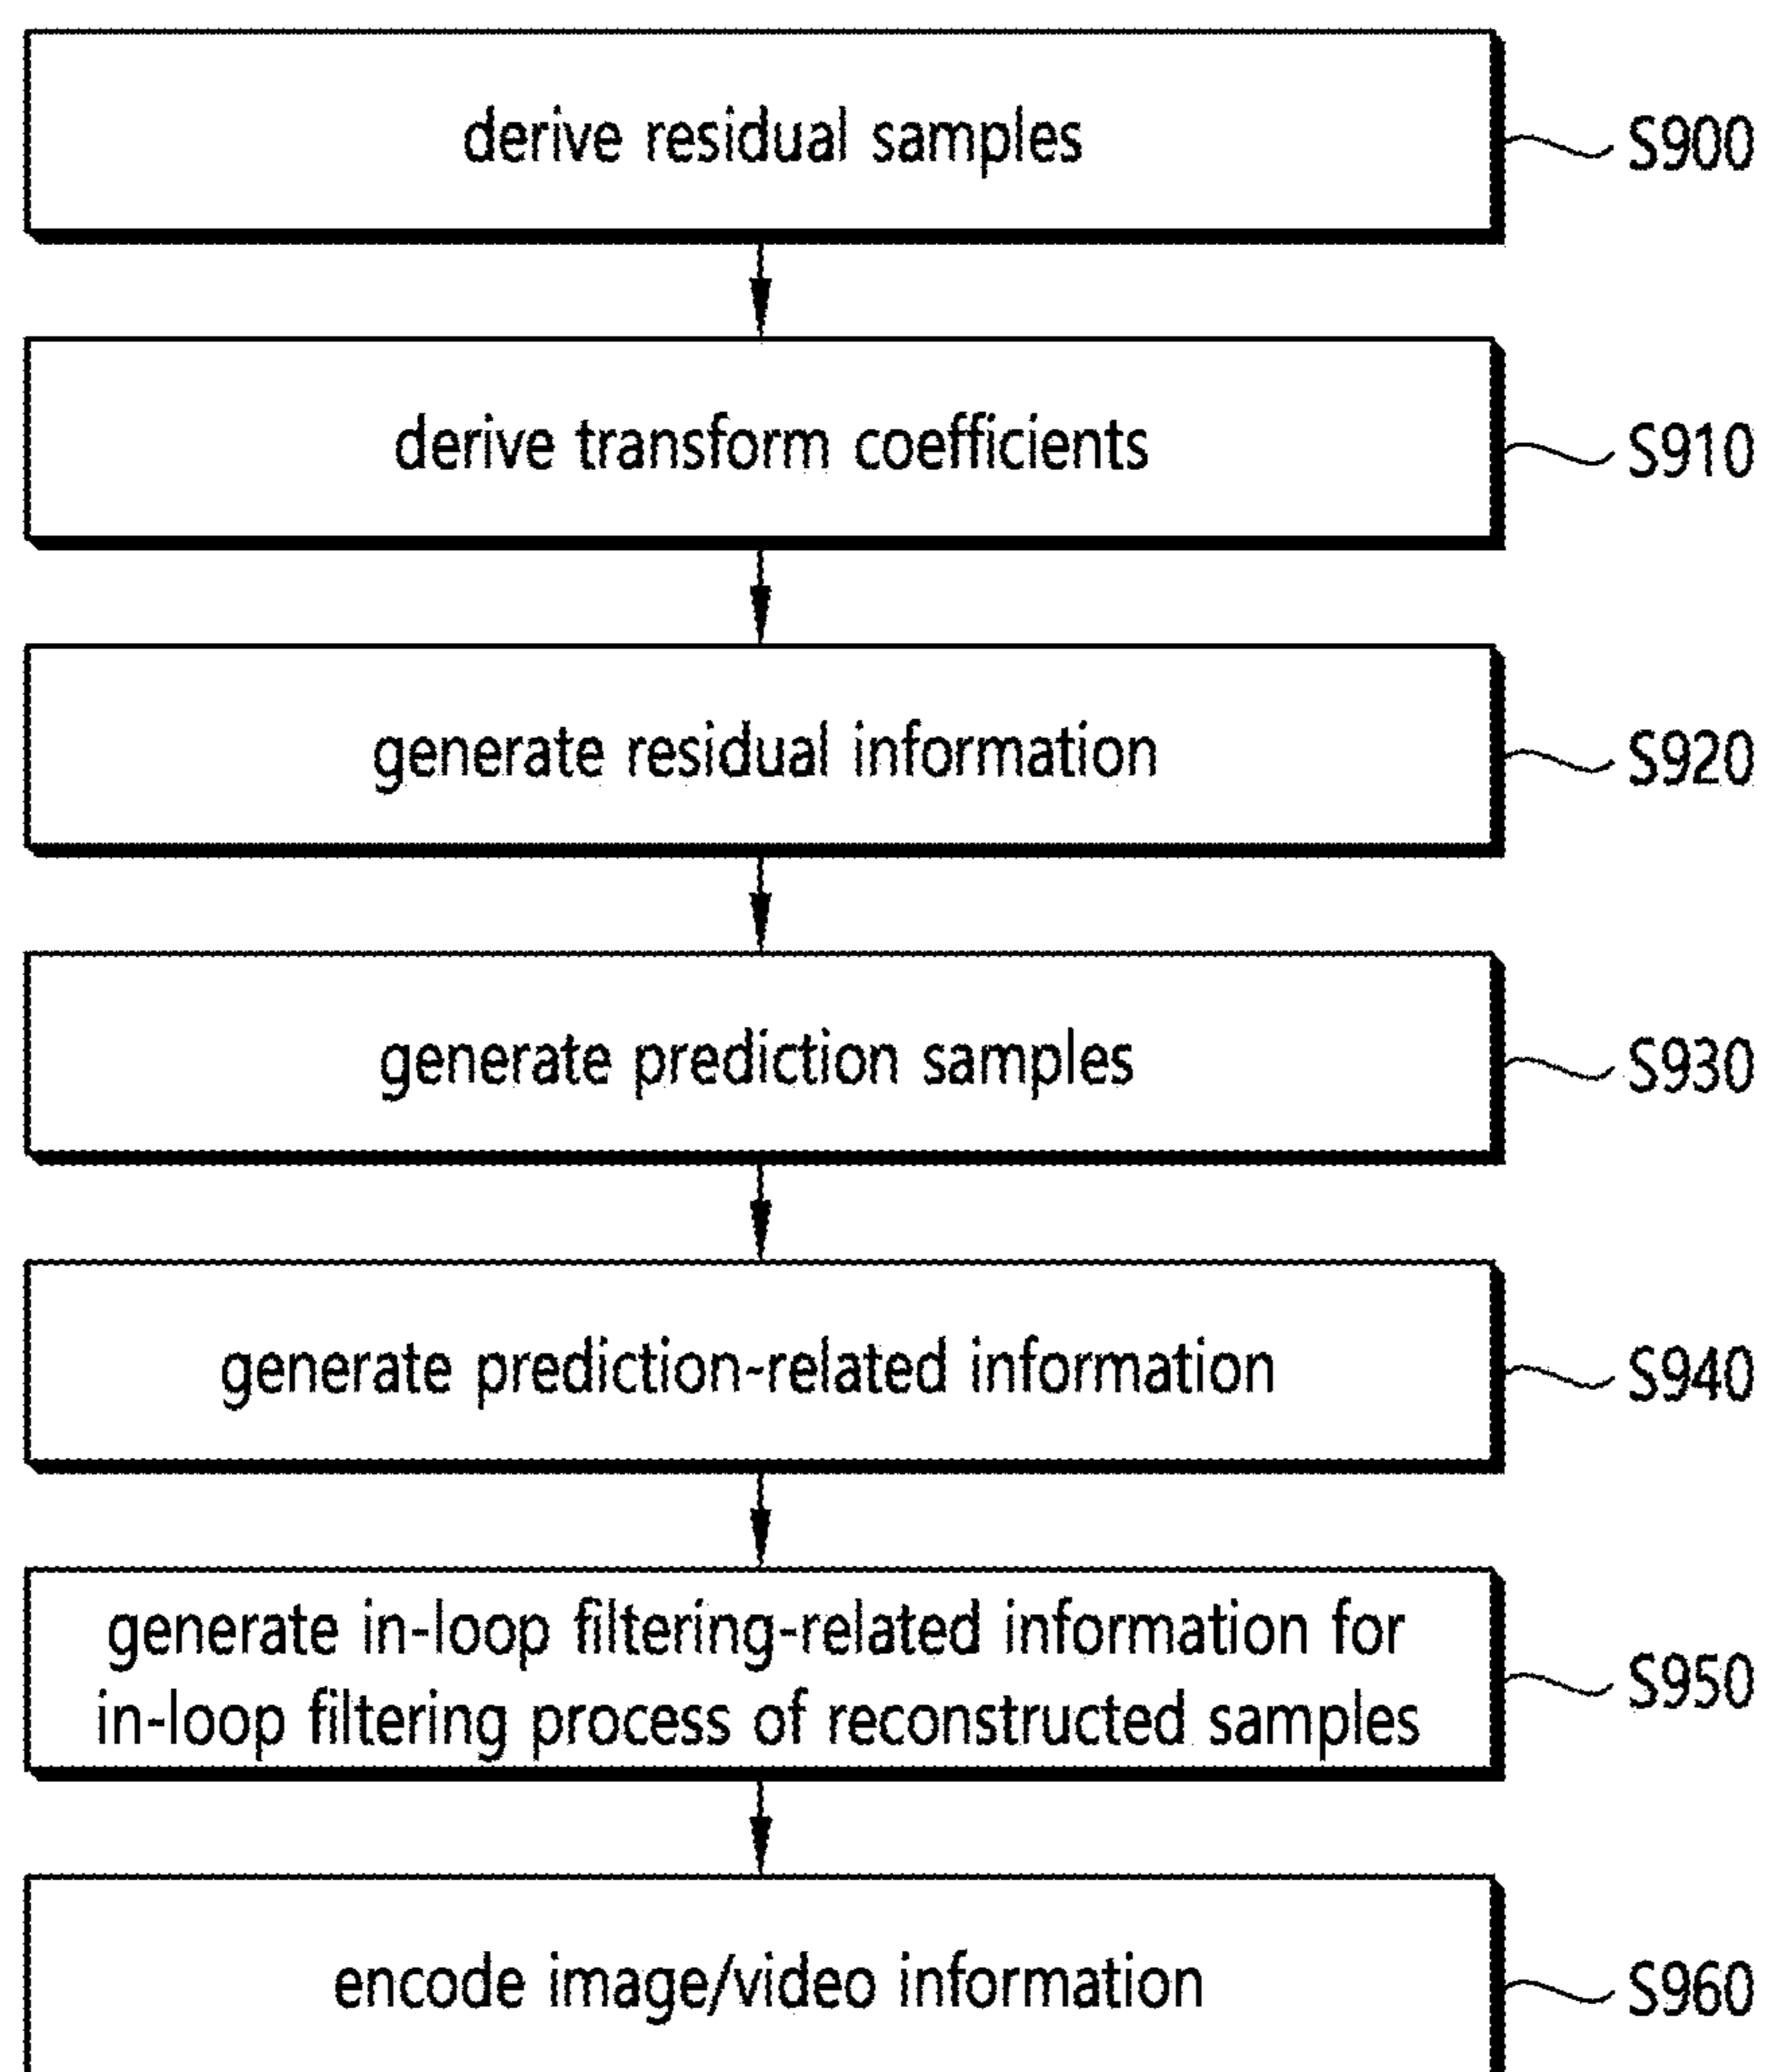 derive residual samples
S900
derive transform coefficients
S910
generate residual information
S920
generate prediction samples
S930
generate prediction-related information
S940
generate in-loop filtering-related information for
in-loop filtering process of reconstructed samples
S950
encode image/video information
S960